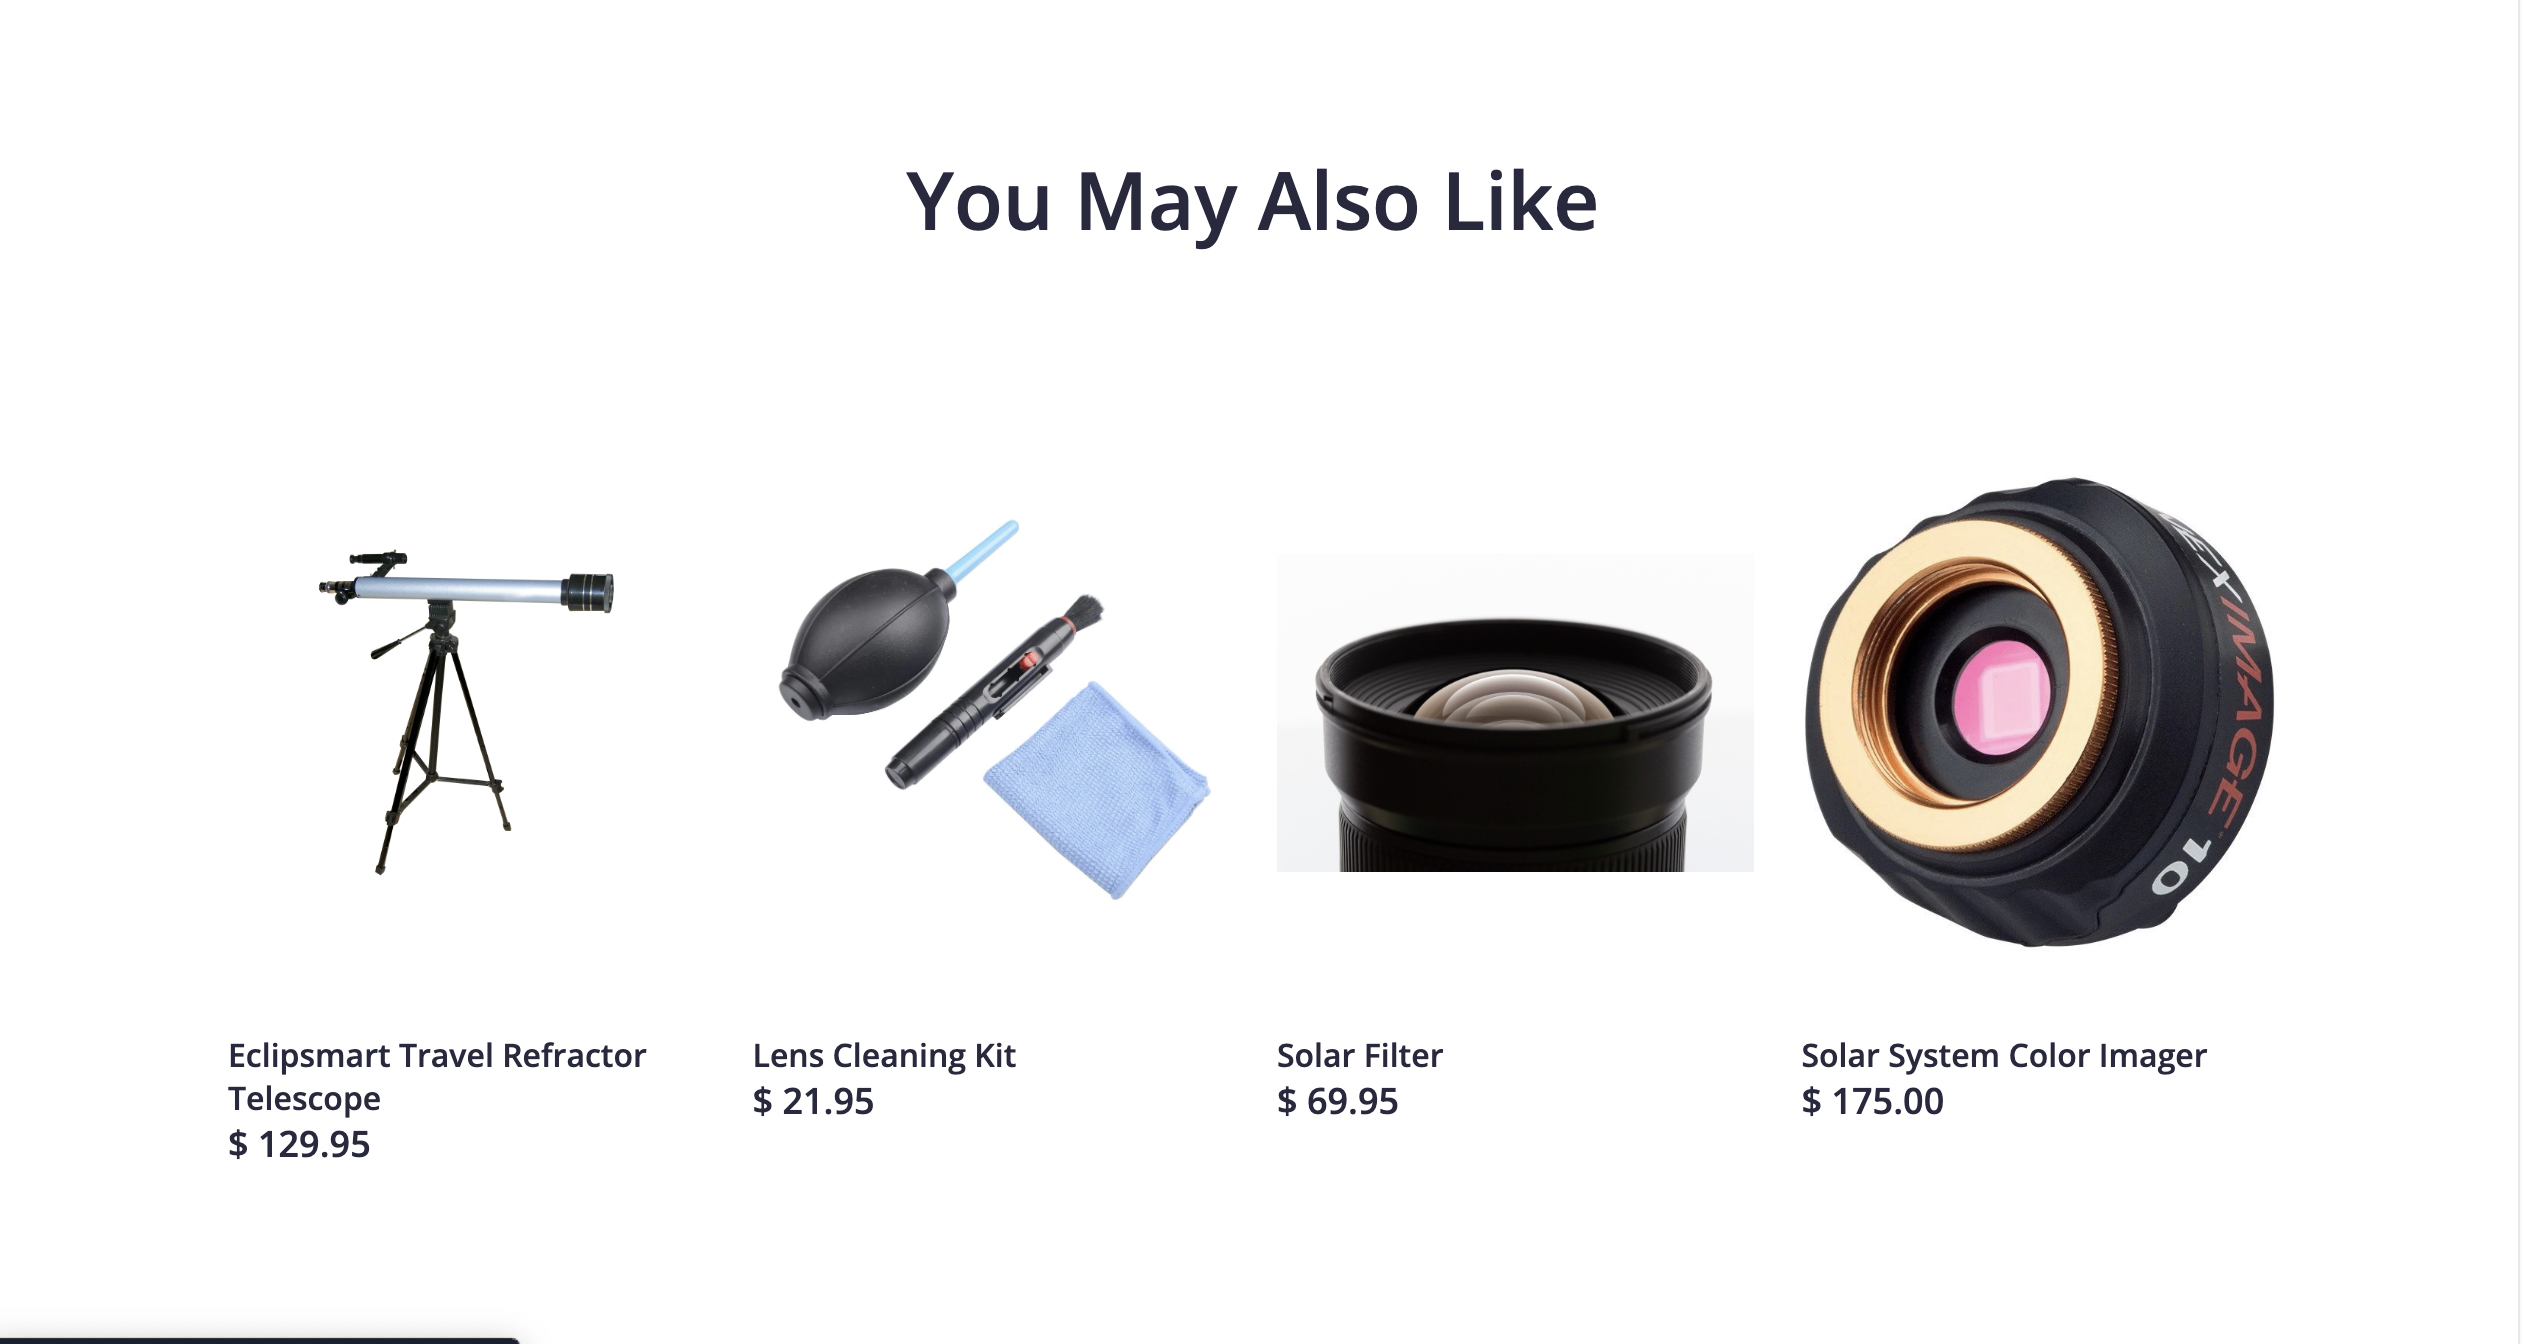 You May Also Like
IMAGE
10
Eclipsmart Travel Refractor
Telescope
$ 129.95
Lens Cleaning Kit
$ 21.95
Solar Filter
$ 69.95
Solar System Color Imager
$ 175.00